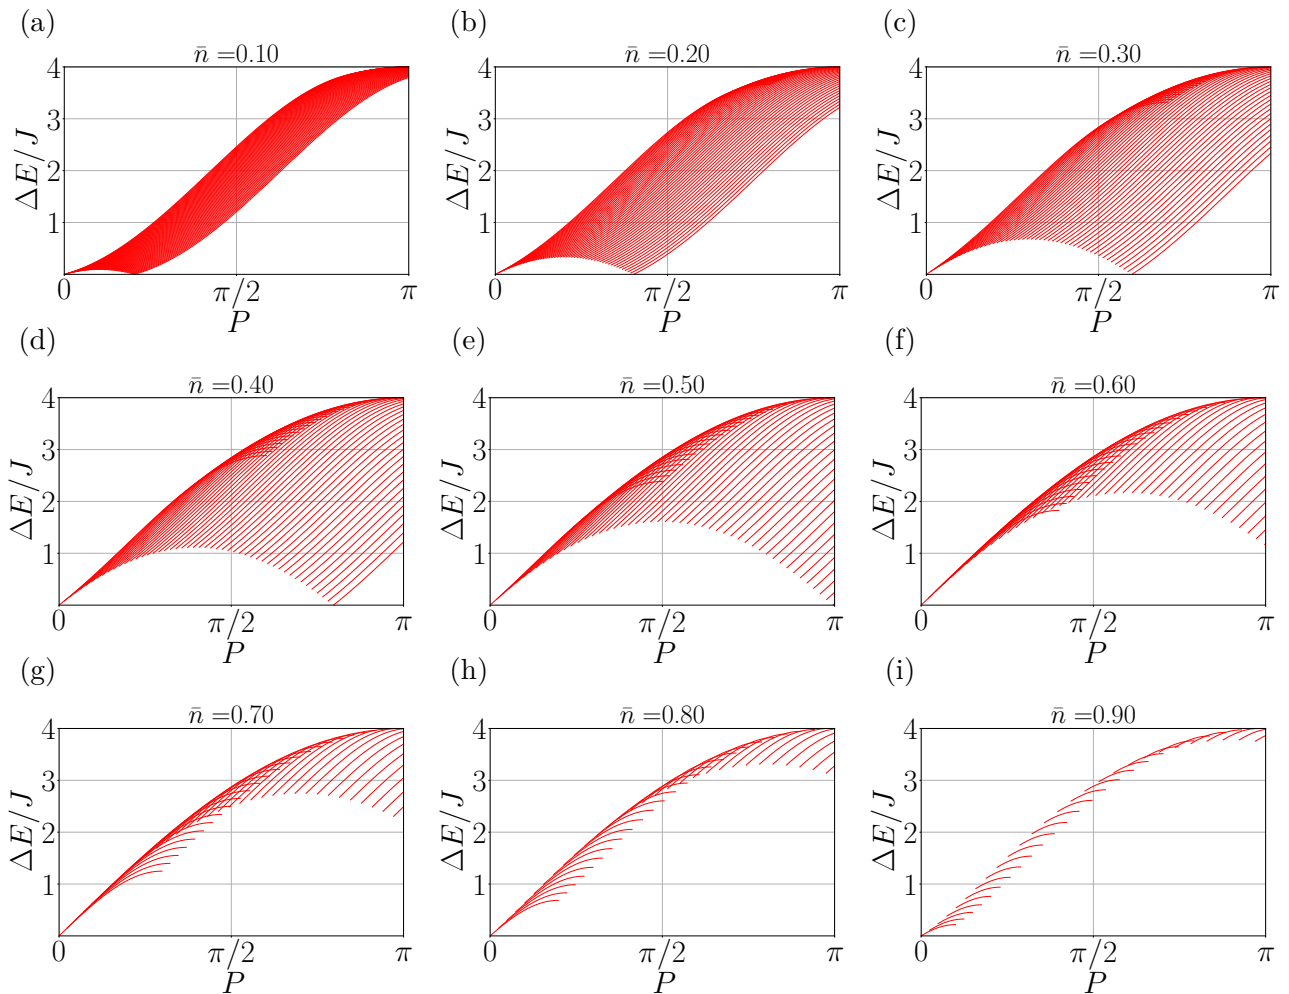 (a)
(b)
(c)
n̄ =0.10
n̄ =0.20
n̄ =0.30
4
3
2
1
ΔE/J
0
π/2
π
P
4
3
2
1
ΔE/J
0
π/2
π
P
4
3
2
1
ΔE/J
0
π/2
π
P
(d)
(e)
(f)
n̄ =0.40
n̄ =0.50
n̄ =0.60
4
3
2
1
ΔE/J
0
π/2
π
P
4
3
2
1
ΔE/J
0
π/2
π
P
4
3
2
1
ΔE/J
0
π/2
π
P
(g)
(h)
(i)
n̄ =0.70
n̄ =0.80
n̄ =0.90
4
3
2
1
ΔE/J
0
π/2
π
P
4
3
2
1
ΔE/J
0
π/2
π
P
4
3
2
1
ΔE/J
0
π/2
π
P